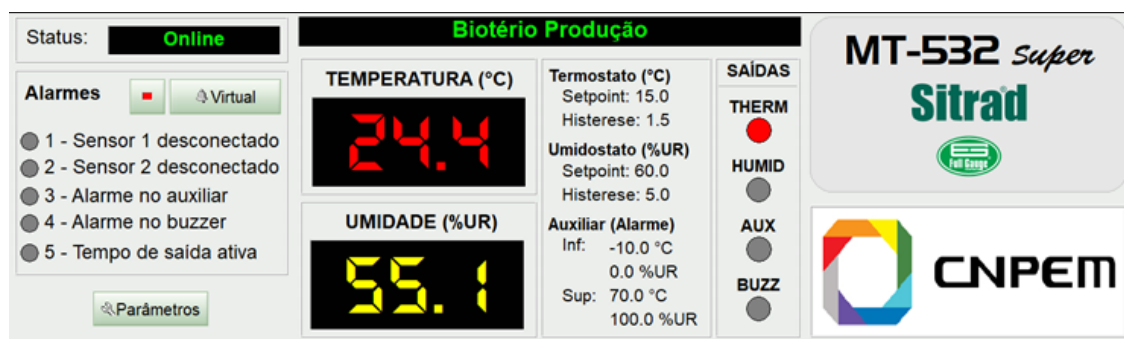 Status: Online
Alarmes
Virtual
1 - Sensor 1 desconectado
2 - Sensor 2 desconectado
3 - Alarme no auxiliar
4 - Alarme no buzzer
5 - Tempo de saída ativa
Parâmetros
Biotério Produção
TEMPERATURA (°C)
24.4
UMIDADE (%UR)
55.1
Termostato (°C)
Setpoint: 15.0
Histerese: 1.5
Umidostato (%UR)
Setpoint: 60.0
Histerese: 5.0
Auxiliar (Alarme)
Inf: -10.0 °C
0.0 %UR
Sup: 70.0 °C
100.0 %UR
SAÍDAS
THERM
HUMID
AUX
BUZZ
MT-532 Super
Sitrad
Full Gauge
CNPEM